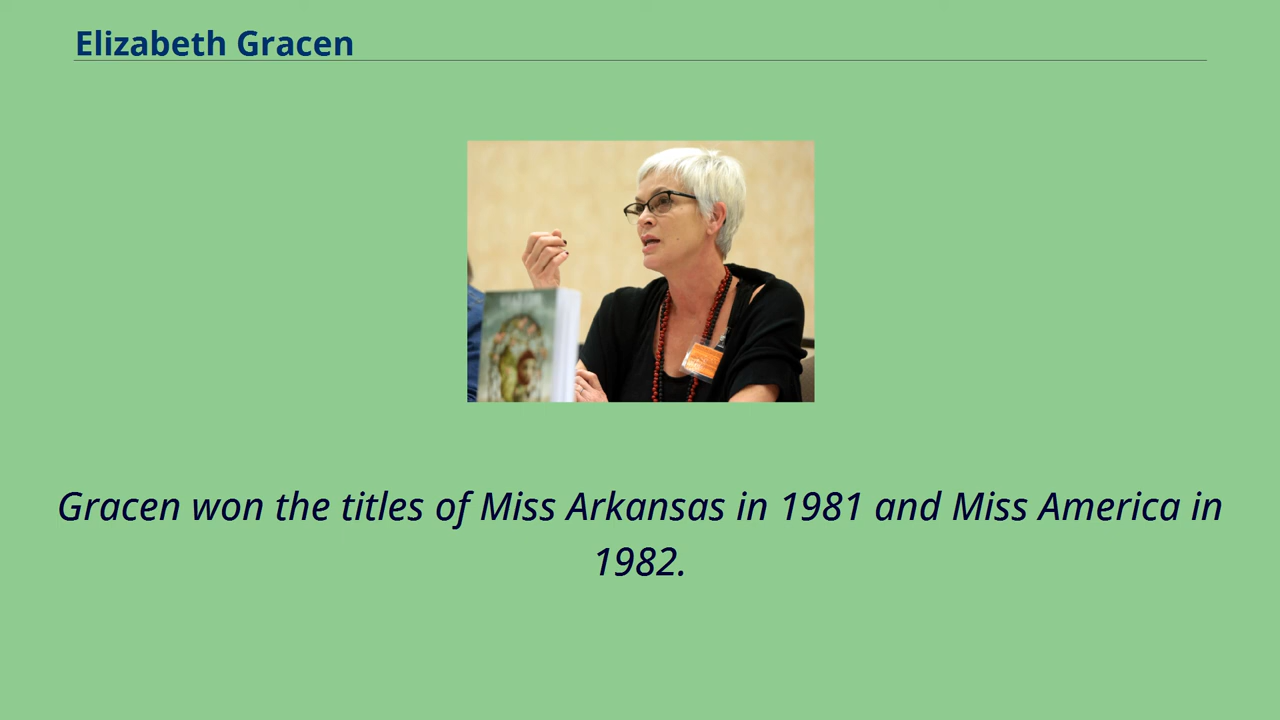 Elizabeth Gracen
Gracen won the titles of Miss Arkansas in 1981 and Miss America in
1982.